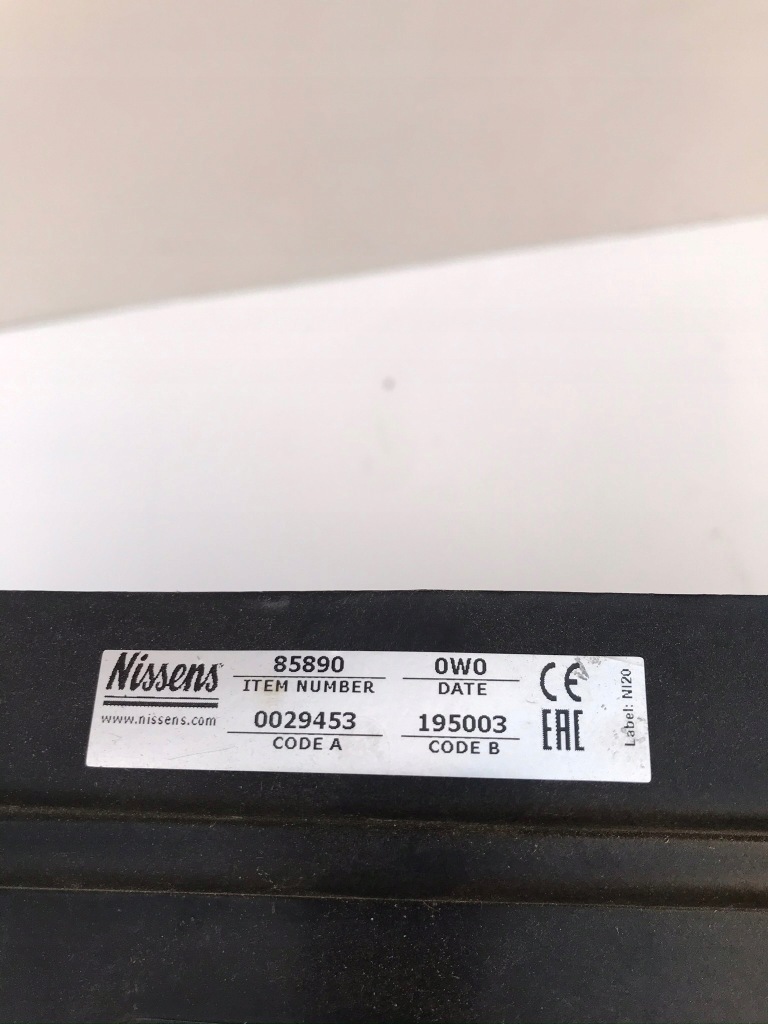 Nissens
www.nissens.com
85890
ITEM NUMBER
0W0
DATE
0029453
CODE A
195003
CODE B
CE
EAC
Label: NI20